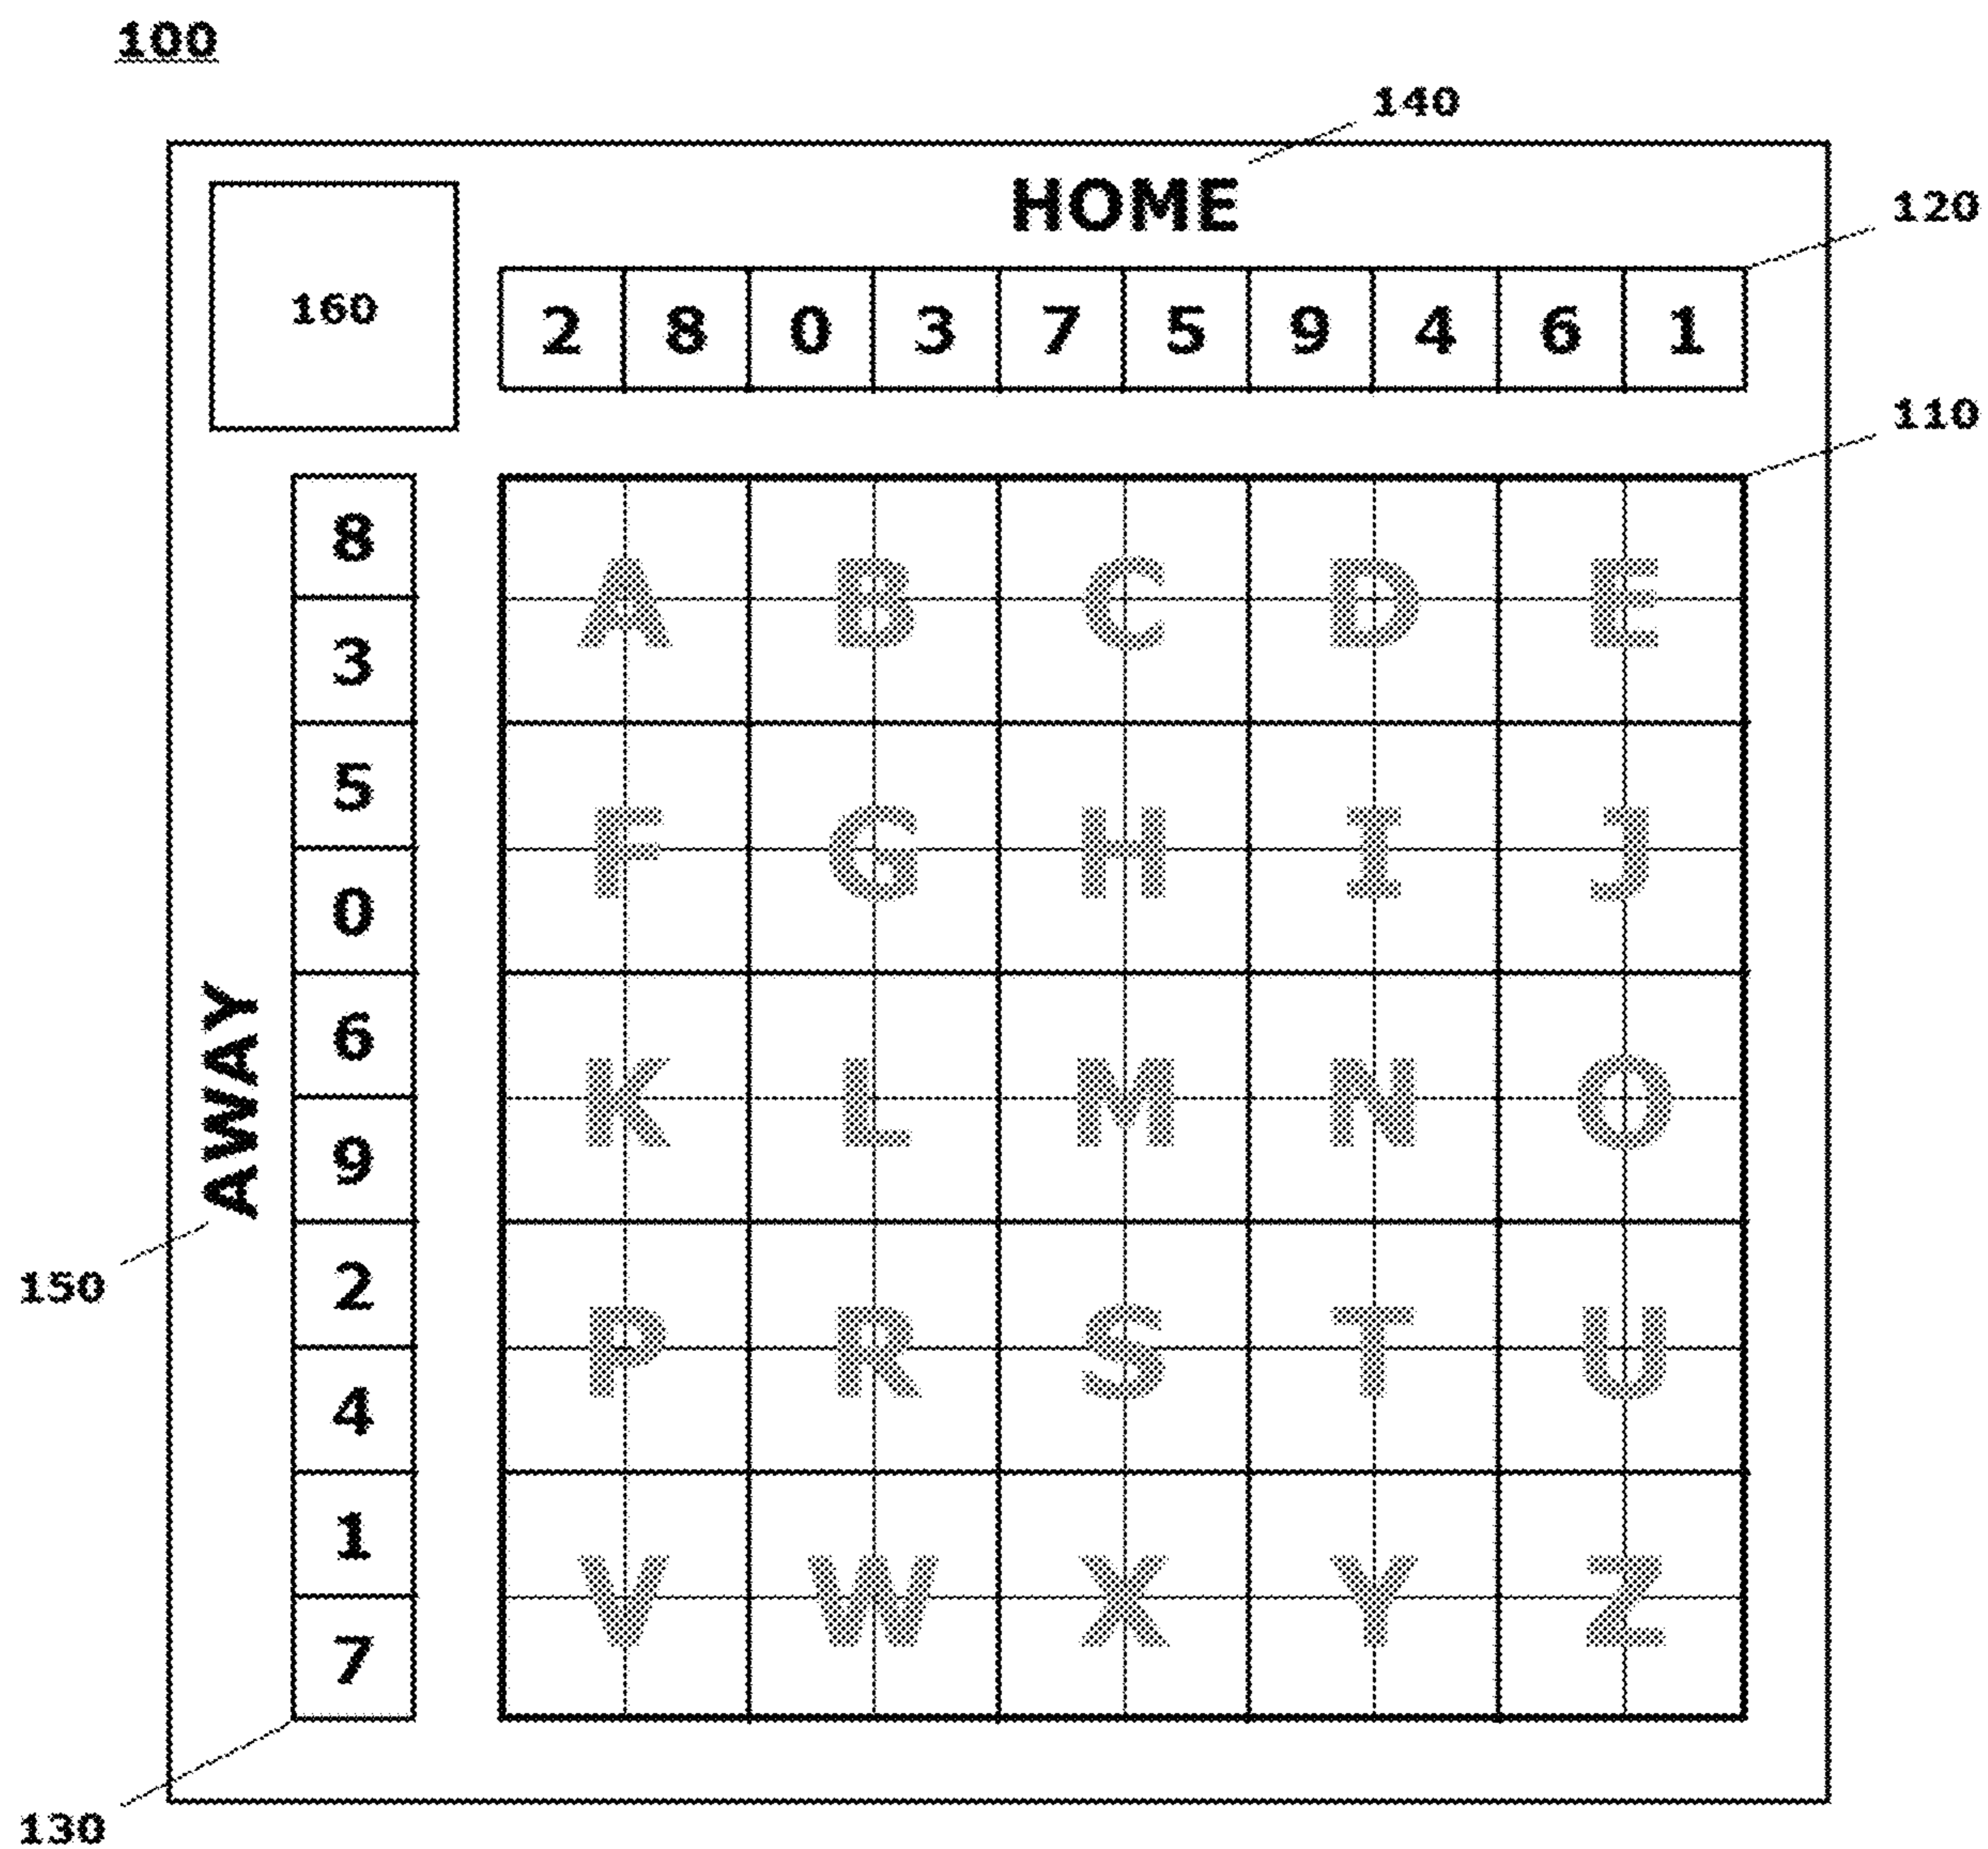 100
140
HOME
120
160
2 8 0 3 7 5 9 4 6 1
110
8
3
A B C D E
5
0
F G H I J
AWAY
6
9
K L M N O
150
2
4
P R S T U
1
7
V W X Y Z
130